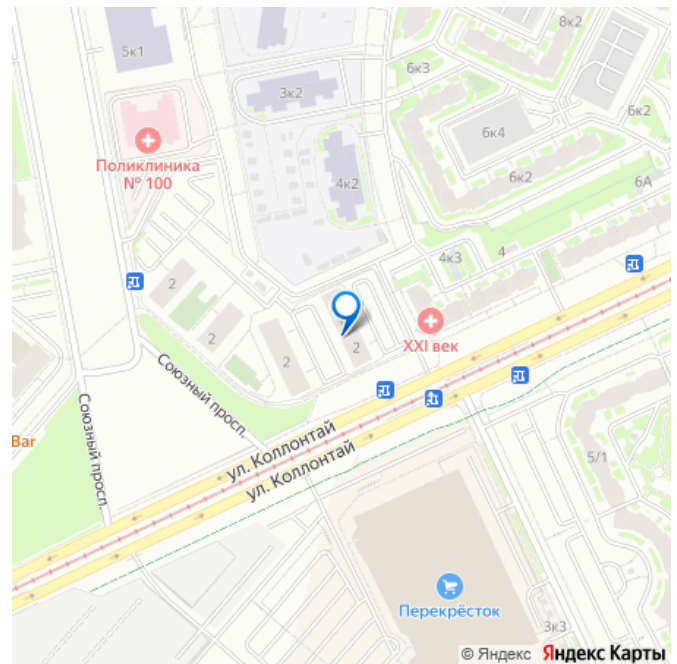 8к2
5к1
6к3
3к2
6к2
6к4
Поликлиника
№ 100
6к2
4к2
6А
4
4к3
2
2
XXI век
2
2
Союзный просп.
Союзный просп.
Bar
ул. Коллонтай
5/1
ул. Коллонтай
Перекрёсток
3к3
© Яндекс Яндекс Карты